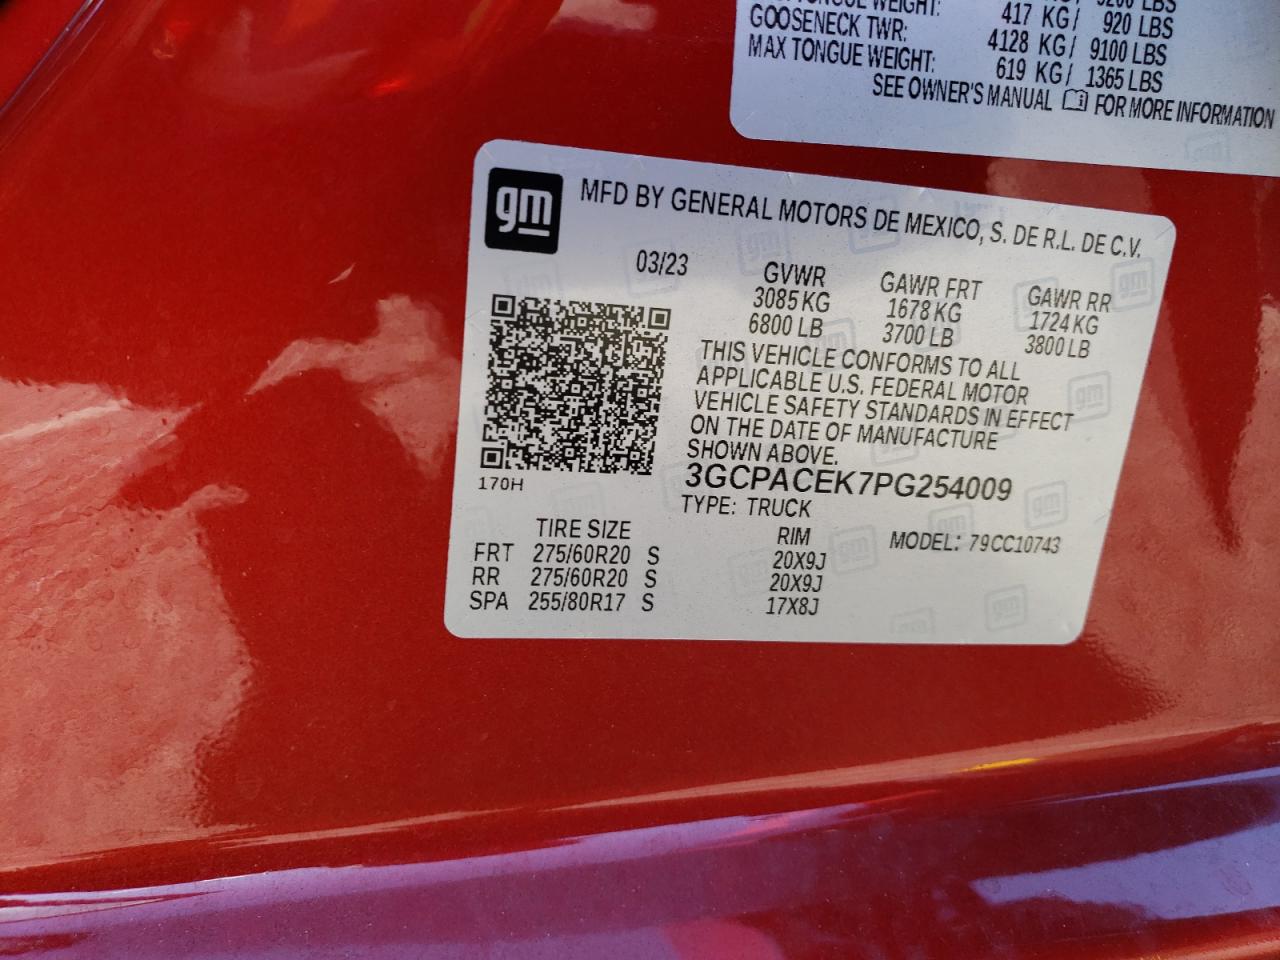 TONGUE WEIGHT: 417 KG/ 920 LBS
GOOSENECK TWR: 4128 KG/ 9100 LBS
MAX TONGUE WEIGHT: 619 KG/ 1365 LBS
SEE OWNER'S MANUAL FOR MORE INFORMATION
gm
MFD BY GENERAL MOTORS DE MEXICO, S. DE R.L. DE C.V.
03/23
GVWR GAWR FRT GAWR RR
3085 KG 1678 KG 1724 KG
6800 LB 3700 LB 3800 LB
THIS VEHICLE CONFORMS TO ALL
APPLICABLE U.S. FEDERAL MOTOR
VEHICLE SAFETY STANDARDS IN EFFECT
ON THE DATE OF MANUFACTURE
SHOWN ABOVE.
170H
3GCPACEK7PG254009
TYPE: TRUCK
TIRE SIZE RIM MODEL: 79CC10743
FRT 275/60R20 S 20X9J
RR 275/60R20 S 20X9J
SPA 255/80R17 S 17X8J